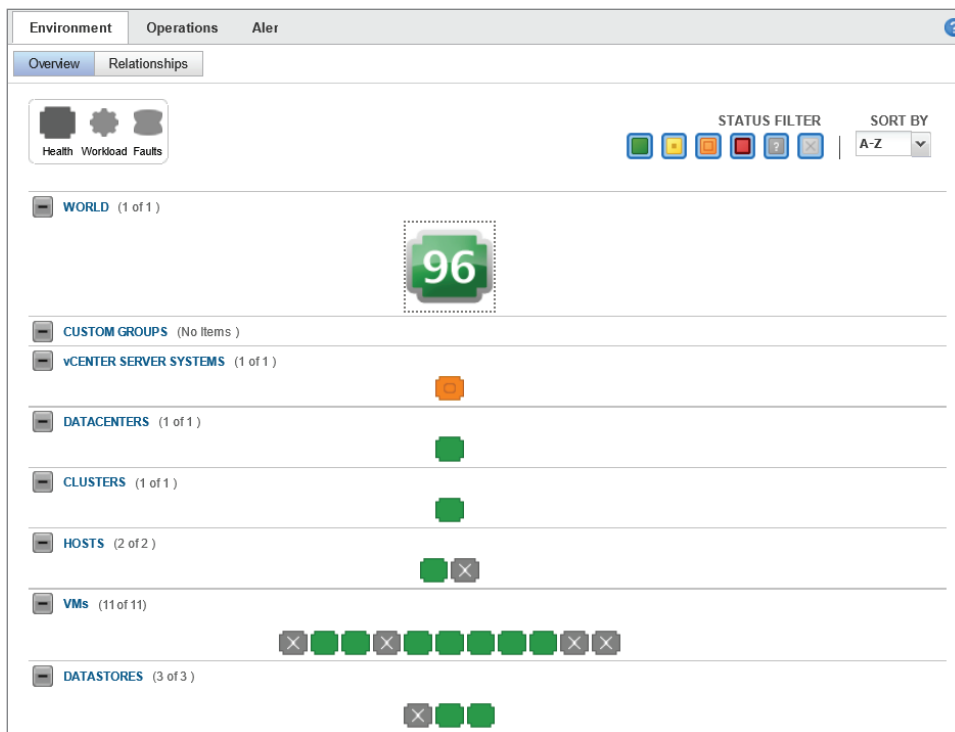 Environment Operations Aler
Overview Relationships
Health Workload Faults
STATUS FILTER SORT BY
? A-Z
WORLD (1 of 1 )
96
CUSTOM GROUPS (No Items )
vCENTER SERVER SYSTEMS (1 of 1 )
DATACENTERS (1 of 1 )
CLUSTERS (1 of 1 )
HOSTS (2 of 2 )
VMs (11 of 11)
DATASTORES (3 of 3 )